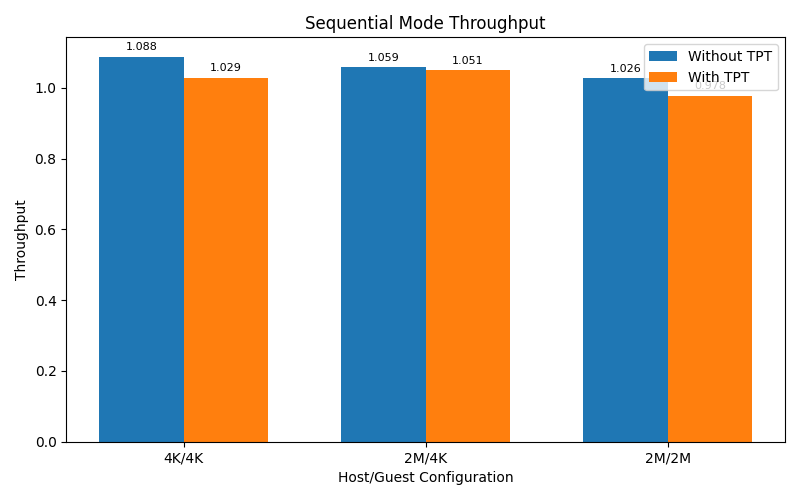 Sequential Mode Throughput
Throughput
1.0
0.8
0.6
0.4
0.2
0.0
1.088
1.029
1.059
1.051
1.026
0.978
Without TPT
With TPT
4K/4K
2M/4K
2M/2M
Host/Guest Configuration